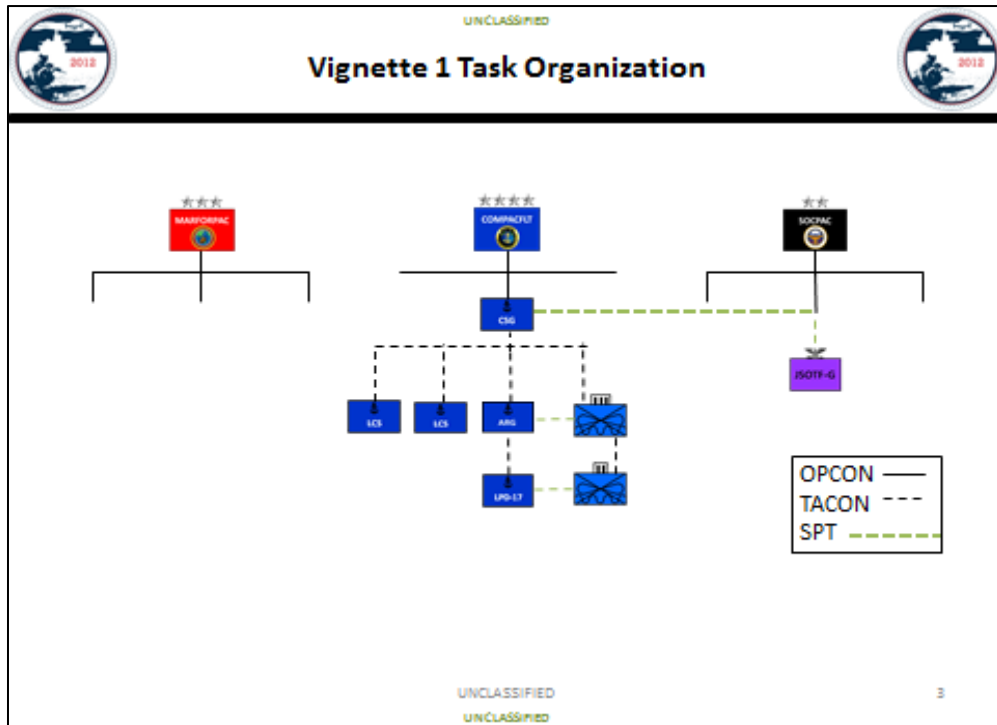 UNCLASSIFIED
2012
Vignette 1 Task Organization
2012
MARFORPAC
COMPACFLT
SOCPAC
CSG
JSOTF-G
LCS
LCS
ARG
LPD-17
OPCON
TACON
SPT
UNCLASSIFIED
3
UNCLASSIFIED